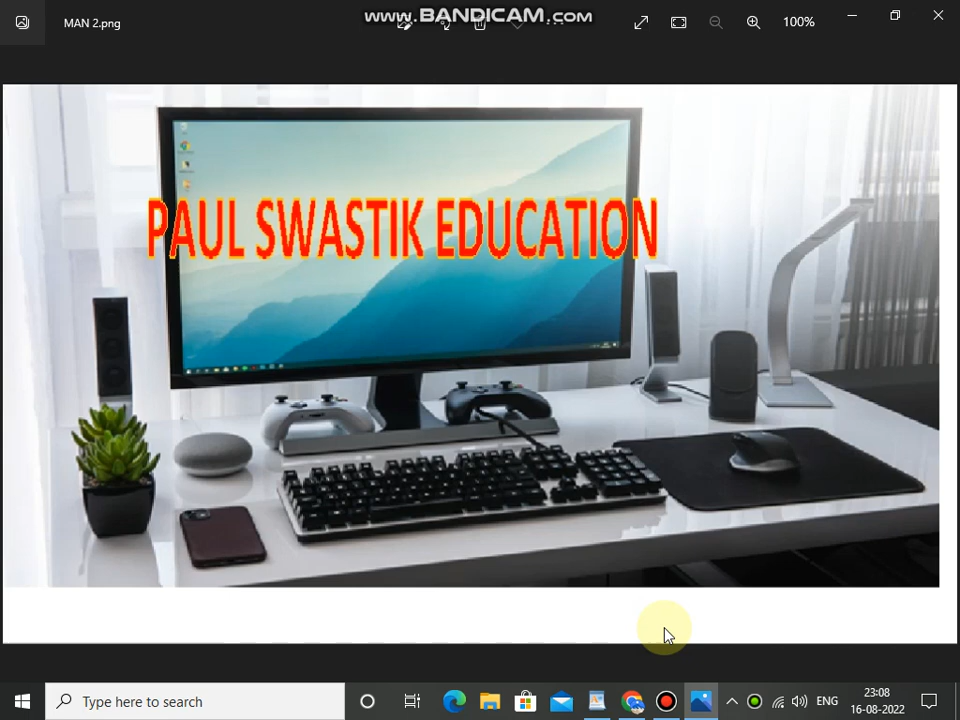 www.BANDICAM.com
MAN 2.png
100%
PAUL SWASTIK EDUCATION
Type here to search
ENG
23:08
16-08-2022